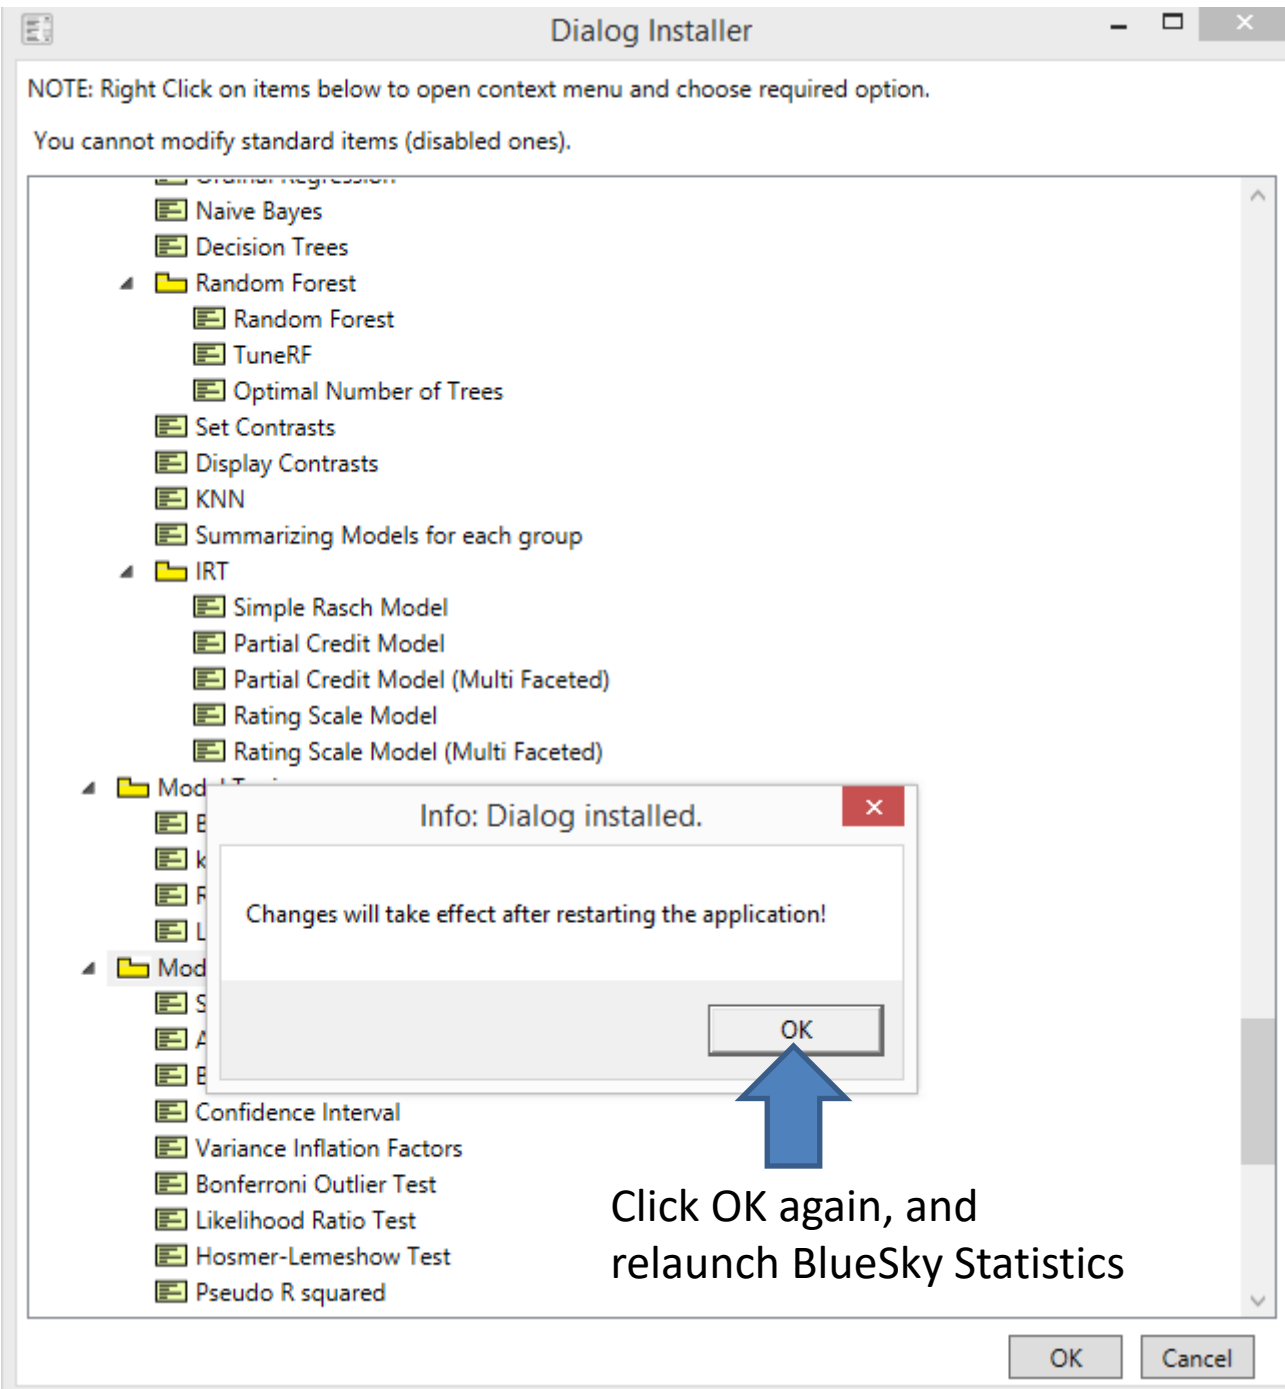 Dialog Installer
NOTE: Right Click on items below to open context menu and choose required option.
You cannot modify standard items (disabled ones).
Ordinal Regression
Naive Bayes
Decision Trees
Random Forest
Random Forest
TuneRF
Optimal Number of Trees
Set Contrasts
Display Contrasts
KNN
Summarizing Models for each group
IRT
Simple Rasch Model
Partial Credit Model
Partial Credit Model (Multi Faceted)
Rating Scale Model
Rating Scale Model (Multi Faceted)
Info: Dialog installed.
Changes will take effect after restarting the application!
OK
Confidence Interval
Variance Inflation Factors
Bonferroni Outlier Test
Likelihood Ratio Test
Hosmer-Lemeshow Test
Pseudo R squared
Click OK again, and
relaunch BlueSky Statistics
OK Cancel